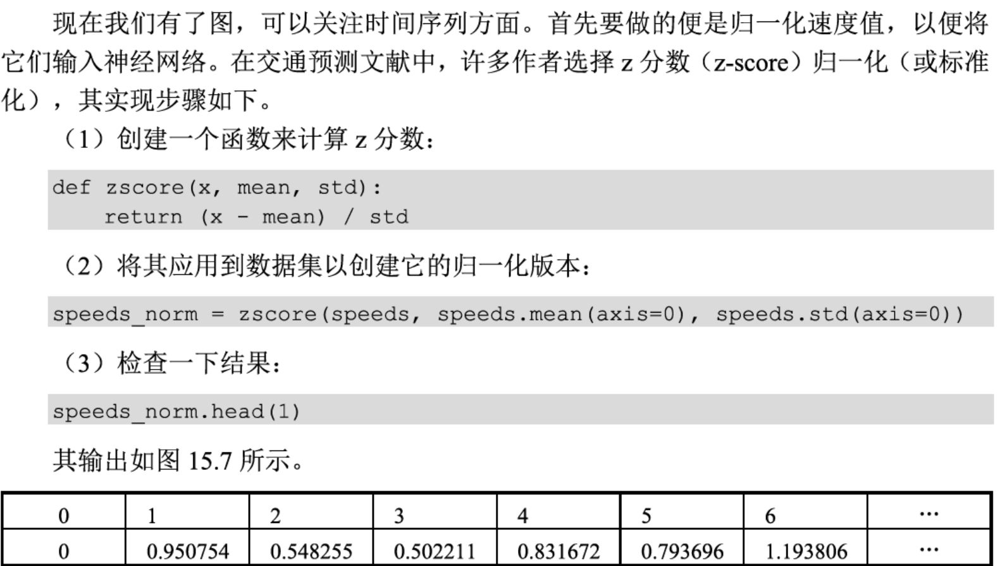 现在我们有了图，可以关注时间序列方面。首先要做的便是归一化速度值，以便将
它们输入神经网络。在交通预测文献中，许多作者选择 z 分数（z-score）归一化（或标准
化），其实现步骤如下。
（1）创建一个函数来计算 z 分数：
def zscore(x, mean, std):
    return (x - mean) / std
（2）将其应用到数据集以创建它的归一化版本：
speeds_norm = zscore(speeds, speeds.mean(axis=0), speeds.std(axis=0))
（3）检查一下结果：
speeds_norm.head(1)
其输出如图 15.7 所示。
0 1 2 3 4 5 6 …
0 0.950754 0.548255 0.502211 0.831672 0.793696 1.193806 …